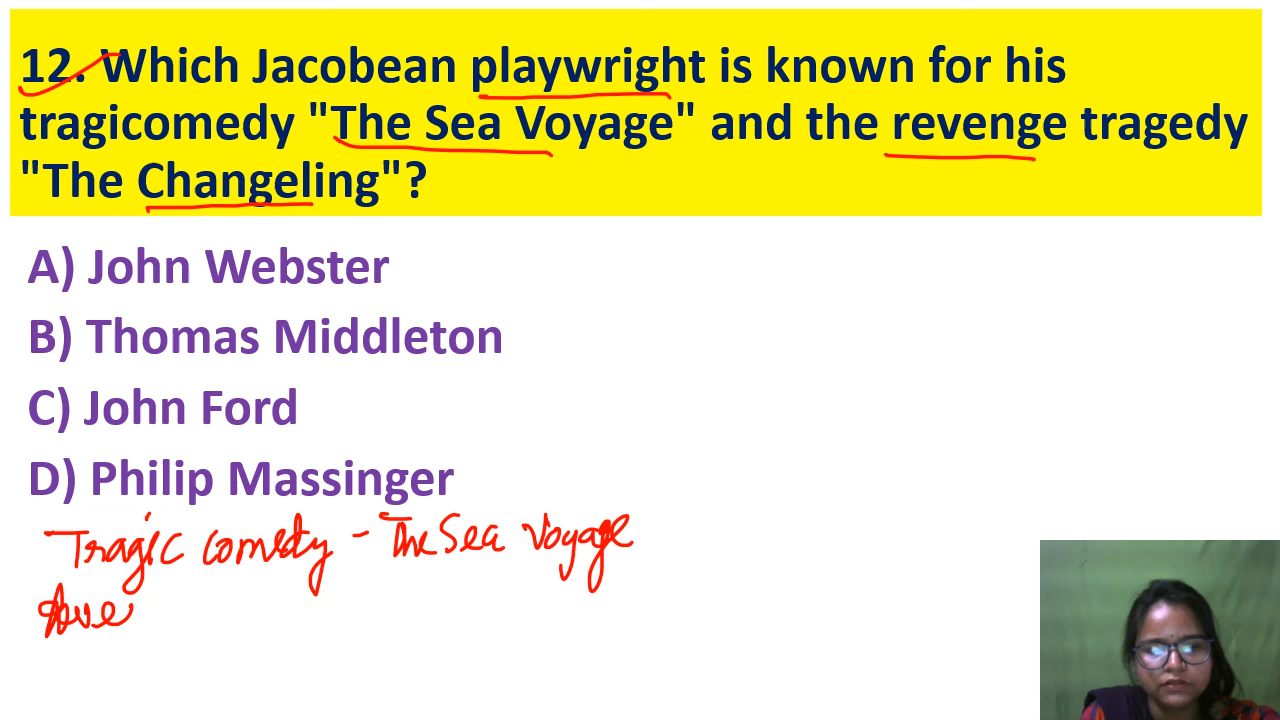 12. Which Jacobean playwright is known for his
tragicomedy "The Sea Voyage" and the revenge tragedy
"The Changeling"?
A) John Webster
B) Thomas Middleton
C) John Ford
D) Philip Massinger
Tragic comedy - The Sea Voyage